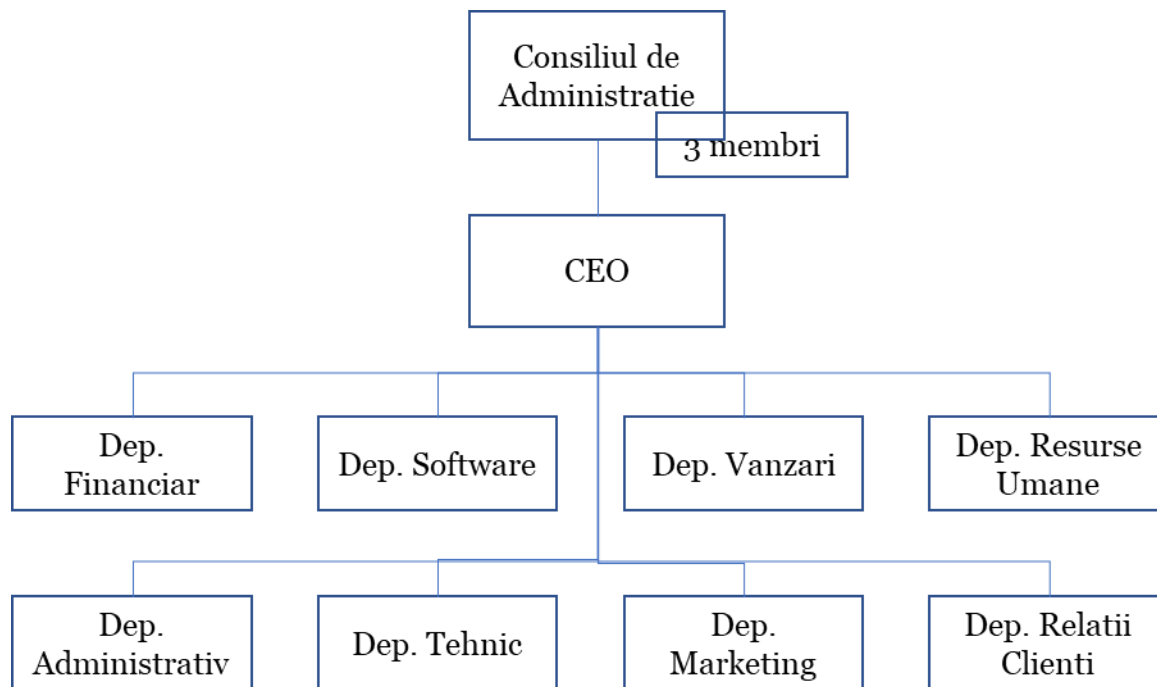 Consiliul de
Administratie
3 membri
CEO
Dep.
Financiar
Dep. Software
Dep. Vanzari
Dep. Resurse
Umane
Dep.
Administrativ
Dep. Tehnic
Dep.
Marketing
Dep. Relatii
Clienti